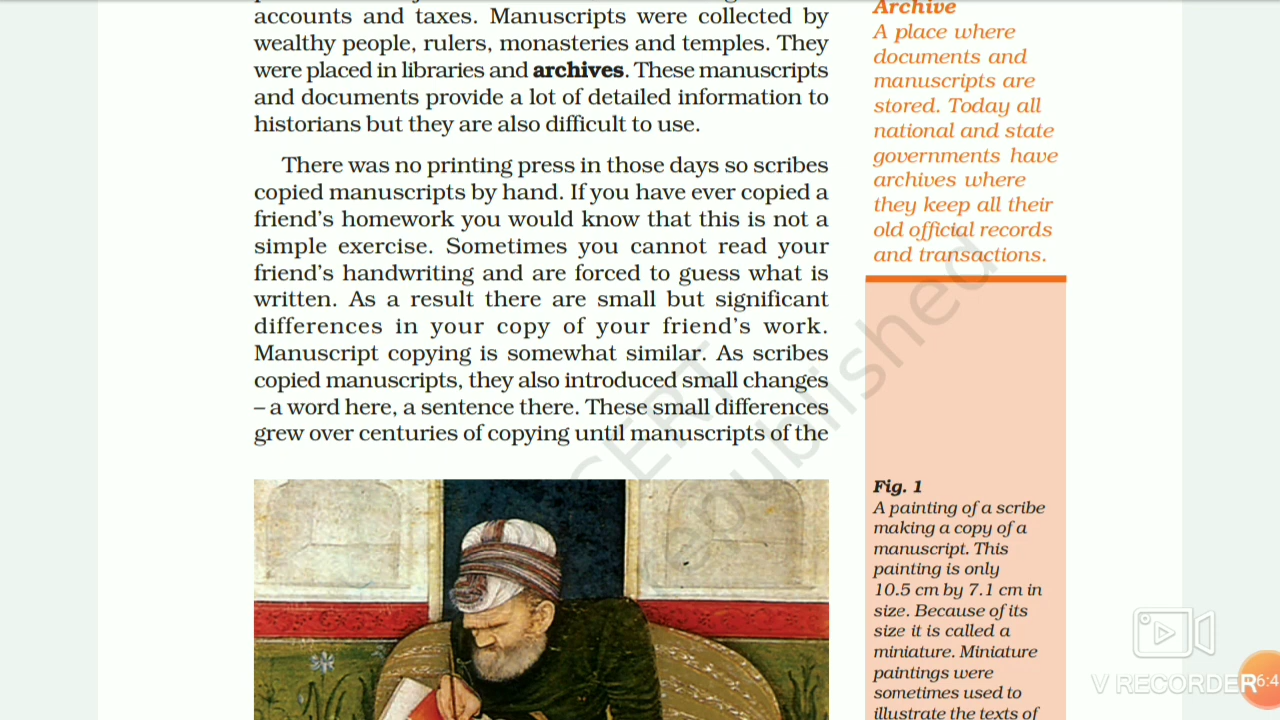 accounts and taxes. Manuscripts were collected by
wealthy people, rulers, monasteries and temples. They
were placed in libraries and archives. These manuscripts
and documents provide a lot of detailed information to
historians but they are also difficult to use.
There was no printing press in those days so scribes
copied manuscripts by hand. If you have ever copied a
friend's homework you would know that this is not a
simple exercise. Sometimes you cannot read your
friend's handwriting and are forced to guess what is
written. As a result there are small but significant
differences in your copy of your friend's work.
Manuscript copying is somewhat similar. As scribes
copied manuscripts, they also introduced small changes
– a word here, a sentence there. These small differences
grew over centuries of copying until manuscripts of the
Archive
A place where
documents and
manuscripts are
stored. Today all
national and state
governments have
archives where
they keep all their
old official records
and transactions.
Fig. 1
A painting of a scribe
making a copy of a
manuscript. This
painting is only
10.5 cm by 7.1 cm in
size. Because of its
size it is called a
miniature. Miniature
paintings were
sometimes used to
illustrate the texts of
republished
V RECORDER